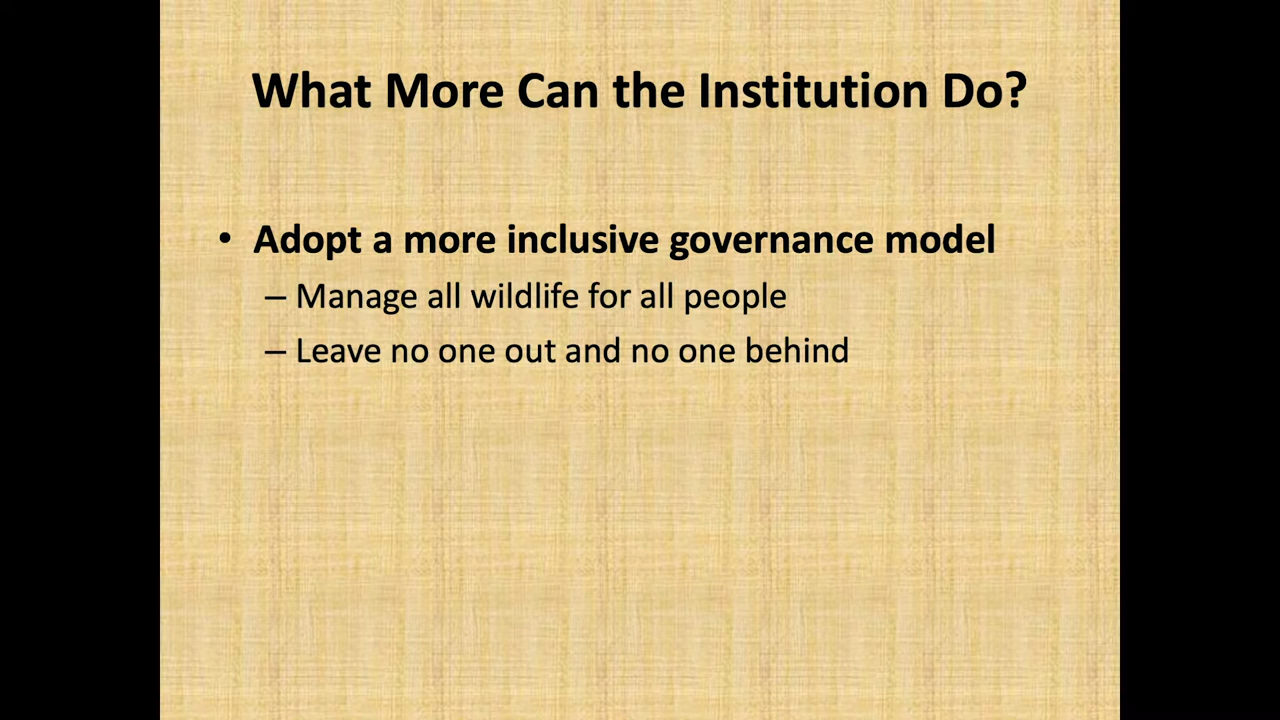 What More Can the Institution Do?
• Adopt a more inclusive governance model
– Manage all wildlife for all people
– Leave no one out and no one behind